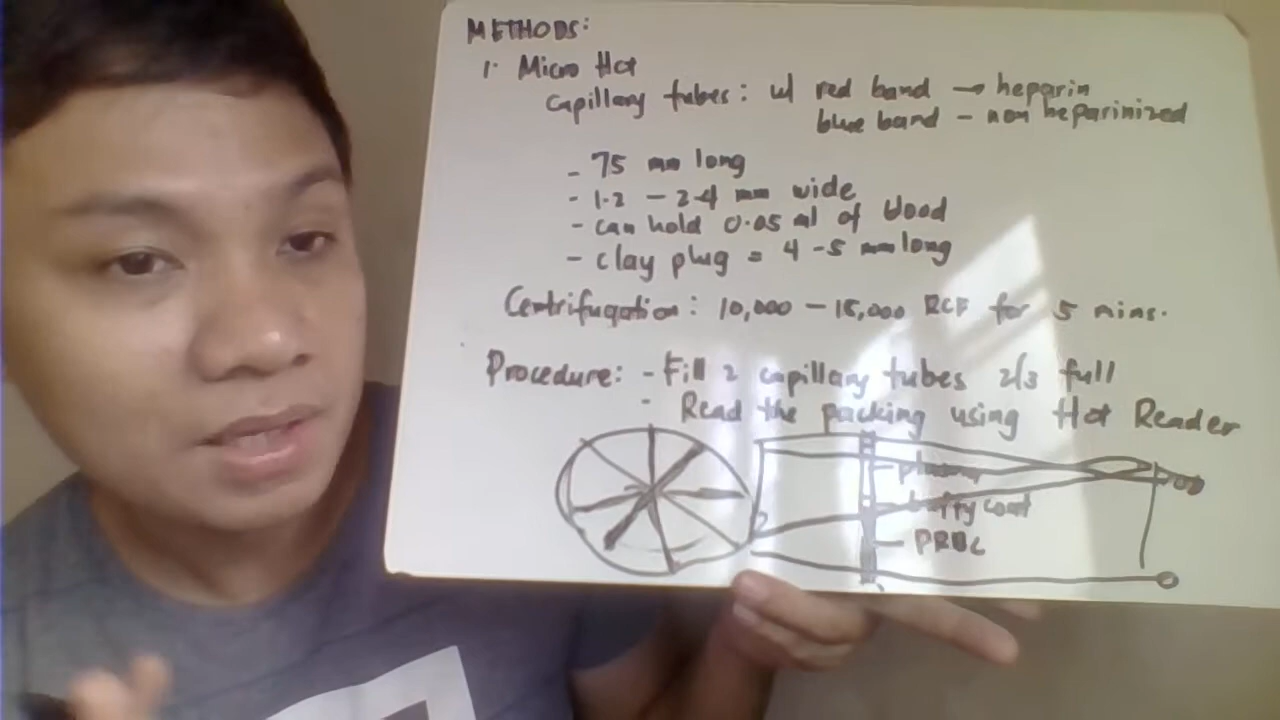 METHODS:
1. Micro Hct
Capillary tubes: w/ red band → heparin
blue band - non heparinized
- 75 mm long
- 1.2 - 2.4 mm wide
- can hold 0.05 ml of blood
- clay plug = 4-5 mm long
Centrifugation: 10,000 - 15,000 RCF for 5 mins.
Procedure: - Fill 2 capillary tubes 2/3 full
- Read the packing using Hct Reader
- plasma
- buffy coat
- PRBC
100
0